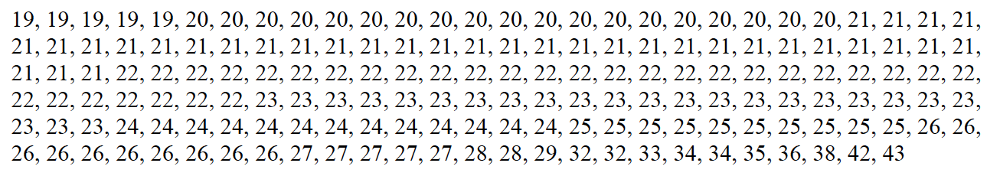 19, 19, 19, 19, 19, 20, 20, 20, 20, 20, 20, 20, 20, 20, 20, 20, 20, 20, 20, 20, 20, 20, 20, 20, 21, 21, 21, 21,
21, 21, 21, 21, 21, 21, 21, 21, 21, 21, 21, 21, 21, 21, 21, 21, 21, 21, 21, 21, 21, 21, 21, 21, 21, 21, 21, 21,
21, 21, 21, 22, 22, 22, 22, 22, 22, 22, 22, 22, 22, 22, 22, 22, 22, 22, 22, 22, 22, 22, 22, 22, 22, 22, 22, 22,
22, 22, 22, 22, 22, 22, 22, 23, 23, 23, 23, 23, 23, 23, 23, 23, 23, 23, 23, 23, 23, 23, 23, 23, 23, 23, 23, 23,
23, 23, 23, 24, 24, 24, 24, 24, 24, 24, 24, 24, 24, 24, 24, 24, 25, 25, 25, 25, 25, 25, 25, 25, 25, 25, 26, 26,
26, 26, 26, 26, 26, 26, 26, 26, 27, 27, 27, 27, 27, 28, 28, 29, 32, 32, 33, 34, 34, 35, 36, 38, 42, 43